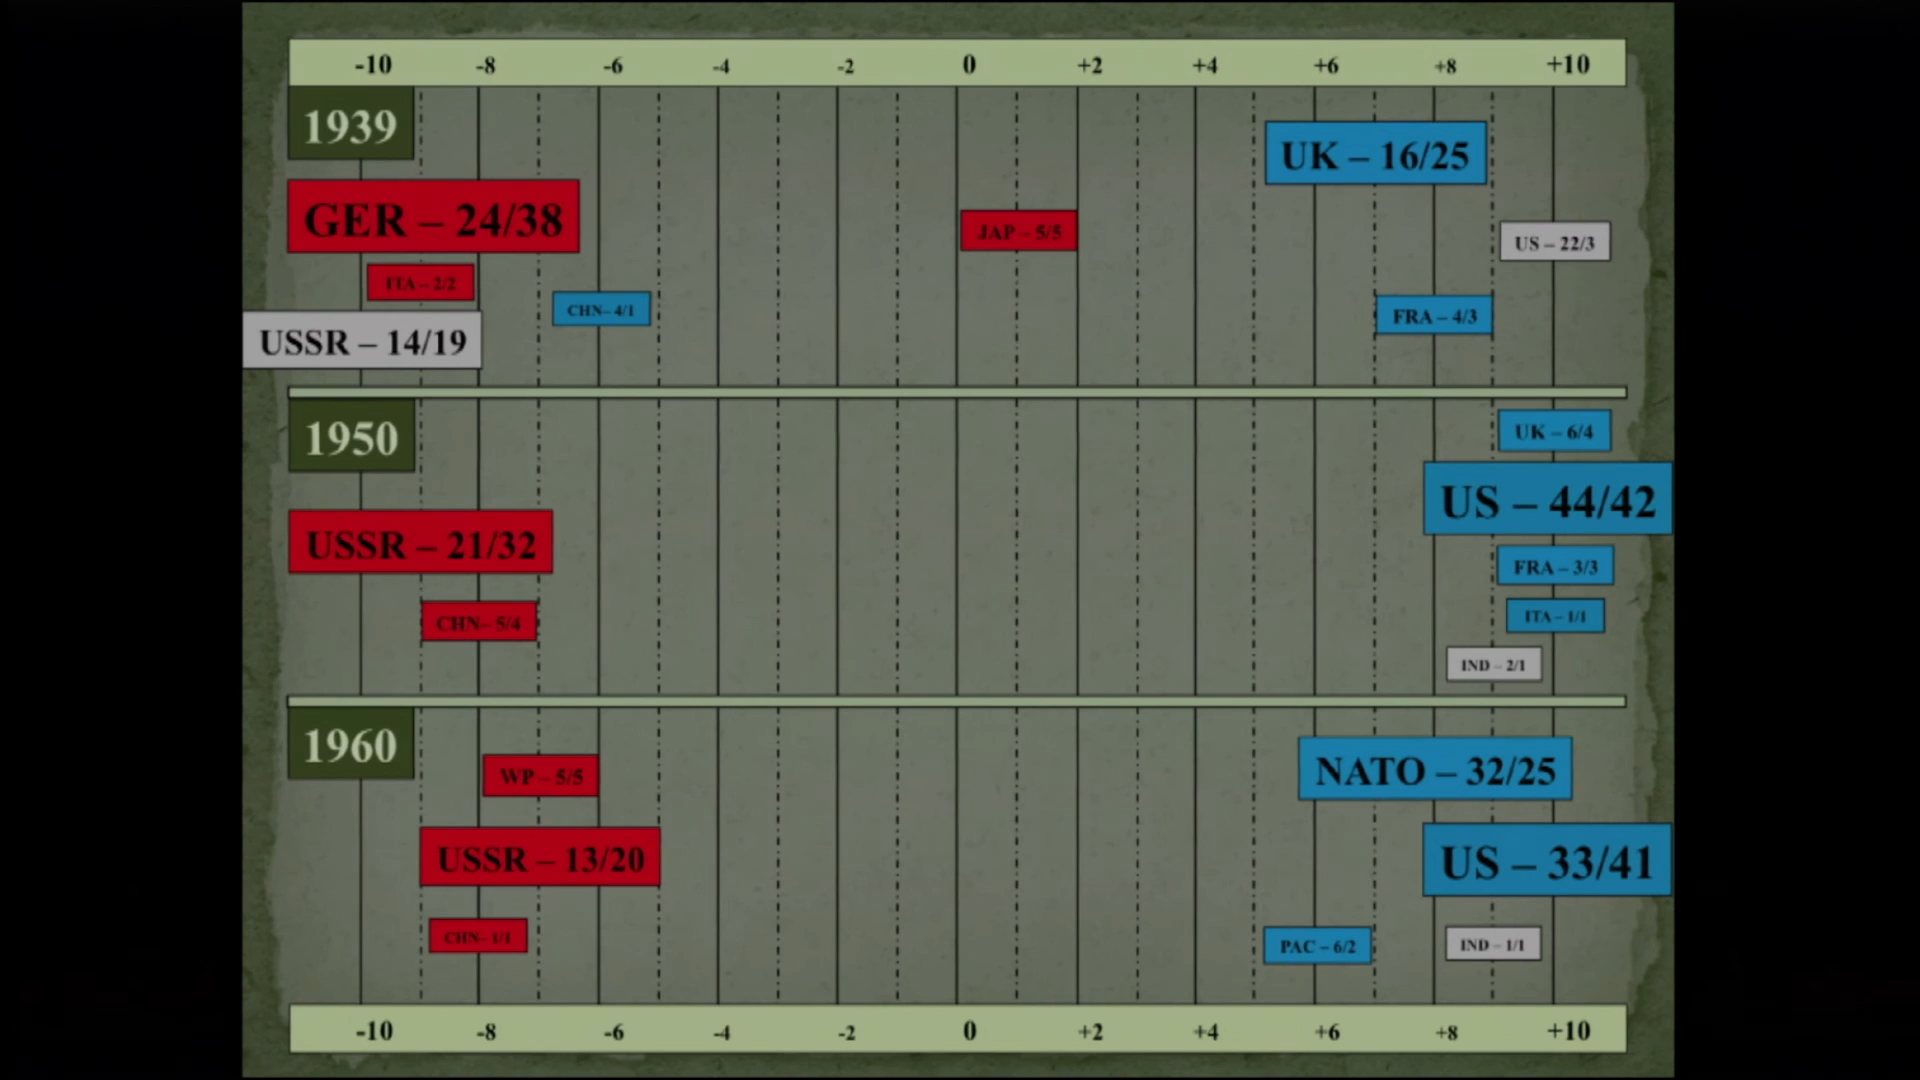 -10 -8 -6 -4 -2 0 +2 +4 +6 +8 +10
1939
UK – 16/25
GER – 24/38
JAP – 5/5
US – 22/3
ITA – 2/2
CHN– 4/1
FRA – 4/3
USSR – 14/19
1950
UK – 6/4
US – 44/42
USSR – 21/32
FRA – 3/3
CHN– 5/4
ITA – 1/1
IND – 2/1
1960
WP – 5/5
NATO – 32/25
USSR – 13/20
US – 33/41
CHN– 1/1
PAC – 6/2
IND – 1/1
-10 -8 -6 -4 -2 0 +2 +4 +6 +8 +10